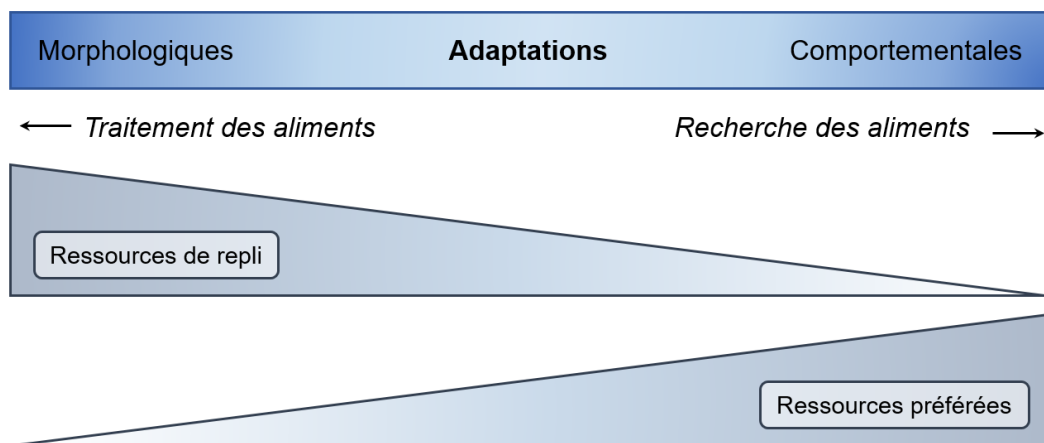 Morphologiques Adaptations Comportementales
Traitement des aliments Recherche des aliments
Ressources de repli
Ressources préférées